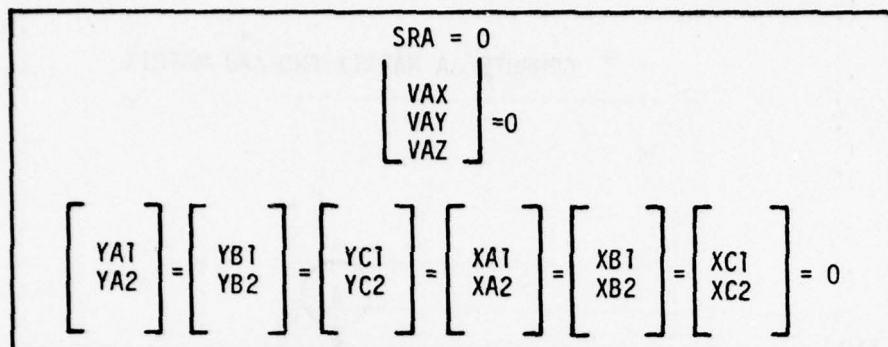 SRA = 0
VAX
VAY =0
VAZ
YA1 = YB1 = YC1 = XA1 = XB1 = XC1 = 0
YA2 YB2 YC2 XA2 XB2 XC2